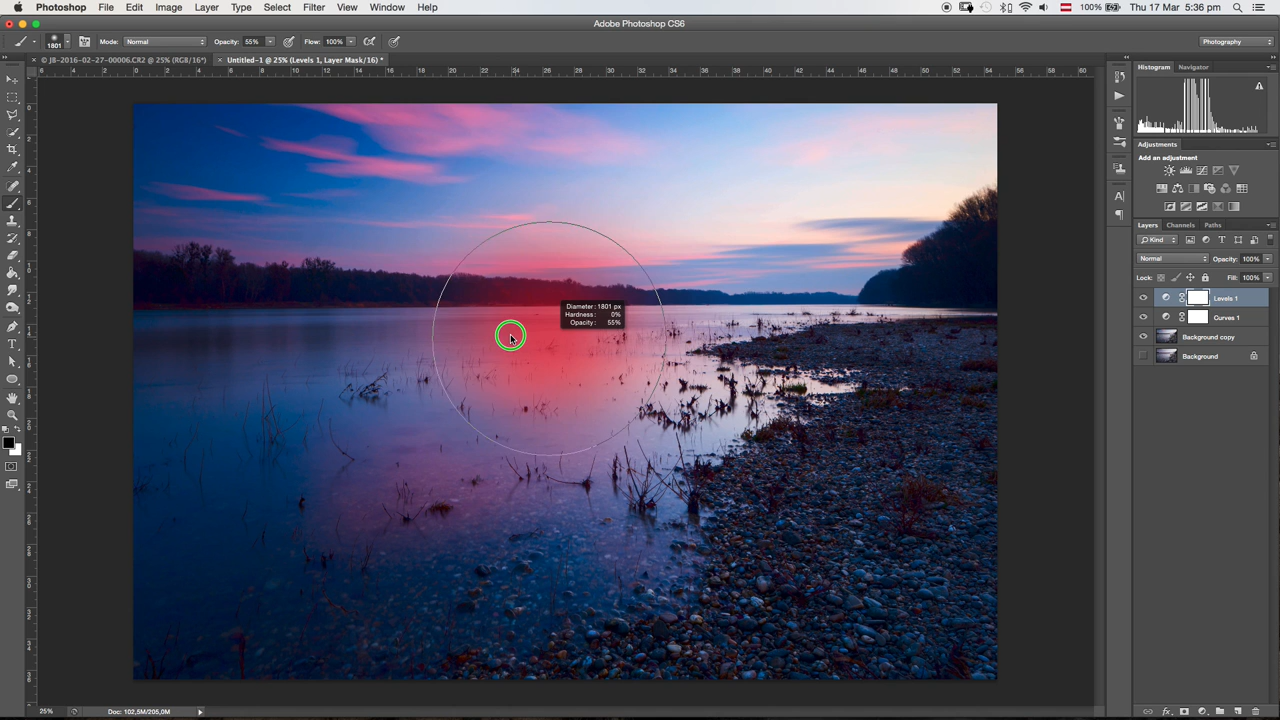 Photoshop File Edit Image Layer Type Select Filter View Window Help 100% Thu 17 Mar 5:36 pm
Adobe Photoshop CS6
1801 Mode: Normal Opacity: 55% Flow: 100% Photography
× © J8-2016-02-27-00006.CR2 @ 25% (RGB/16*) × Untitled-1 @ 25% (Levels 1, Layer Mask/16) *
Histogram Navigator
Adjustments
Add an adjustment
Layers Channels Paths
Kind
Normal Opacity: 100%
Lock: Fill: 100%
Levels 1
Curves 1
Background copy
Background
Diameter: 1801 px
Hardness: 0%
Opacity: 55%
25% Doc: 102,5M/205,0M